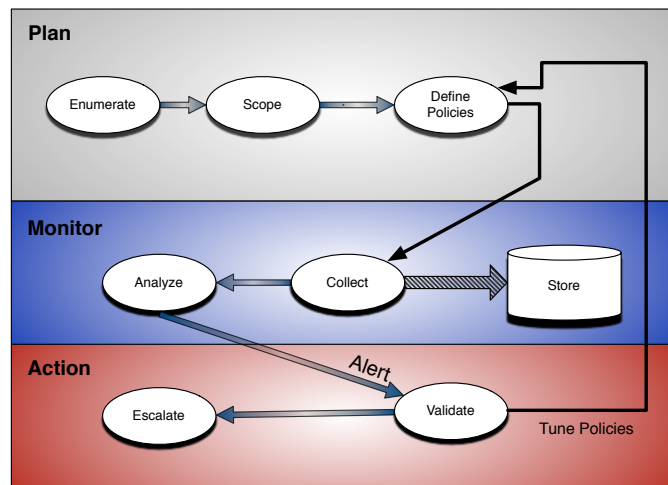 Plan
Enumerate
Scope
Define
Policies
Monitor
Analyze
Collect
Store
Action
Alert
Escalate
Validate
Tune Policies